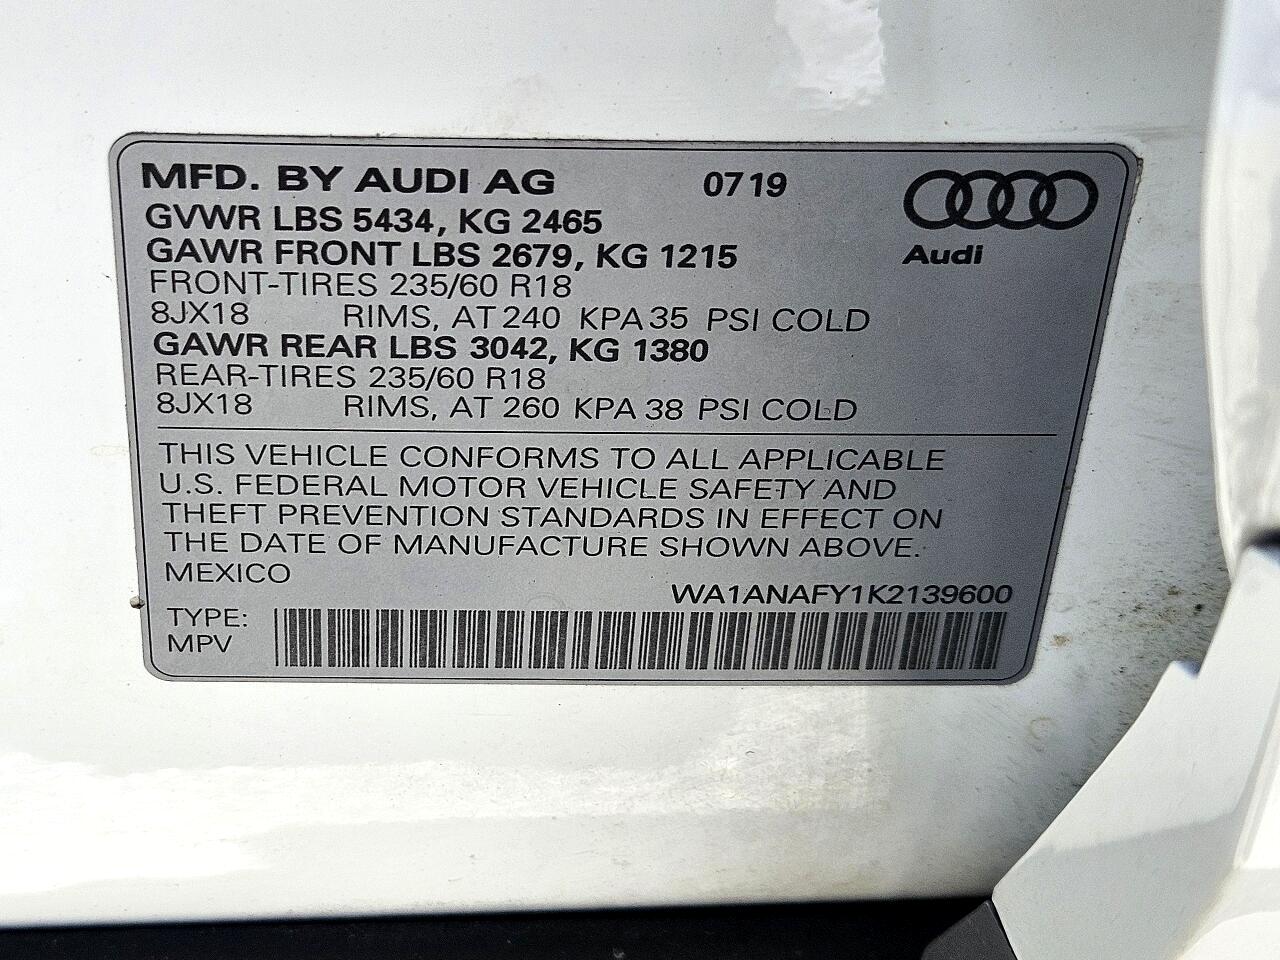 MFD. BY AUDI AG 0719
GVWR LBS 5434, KG 2465
GAWR FRONT LBS 2679, KG 1215
Audi
FRONT-TIRES 235/60 R18
8JX18 RIMS, AT 240 KPA 35 PSI COLD
GAWR REAR LBS 3042, KG 1380
REAR-TIRES 235/60 R18
8JX18 RIMS, AT 260 KPA 38 PSI COLD
THIS VEHICLE CONFORMS TO ALL APPLICABLE
U.S. FEDERAL MOTOR VEHICLE SAFETY AND
THEFT PREVENTION STANDARDS IN EFFECT ON
THE DATE OF MANUFACTURE SHOWN ABOVE.
MEXICO
WA1ANAFY1K2139600
TYPE:
MPV